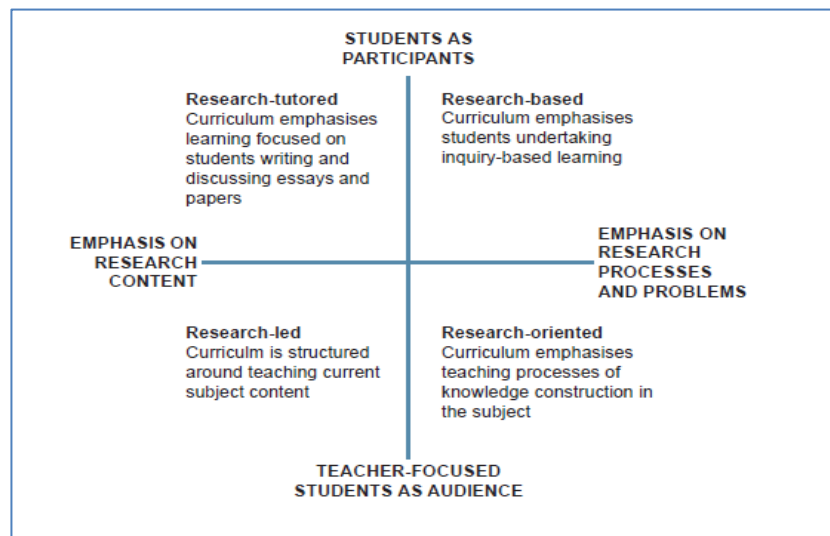 STUDENTS AS
PARTICIPANTS
Research-tutored
Curriculum emphasises
learning focused on
students writing and
discussing essays and
papers
Research-based
Curriculum emphasises
students undertaking
inquiry-based learning
EMPHASIS ON
RESEARCH
CONTENT
EMPHASIS ON
RESEARCH
PROCESSES
AND PROBLEMS
Research-led
Curriculm is structured
around teaching current
subject content
Research-oriented
Curriculum emphasises
teaching processes of
knowledge construction in
the subject
TEACHER-FOCUSED
STUDENTS AS AUDIENCE